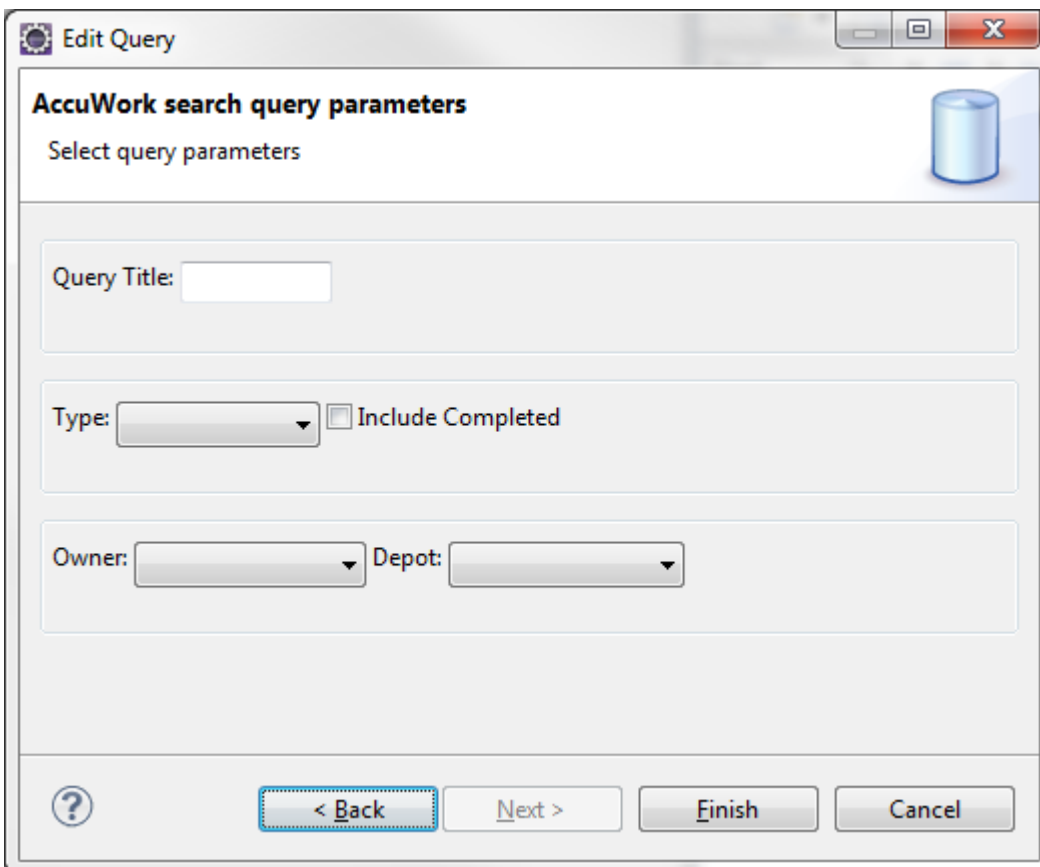 Edit Query
AccuWork search query parameters
Select query parameters
Query Title:
Type: Include Completed
Owner: Depot:
? < Back Next > Finish Cancel